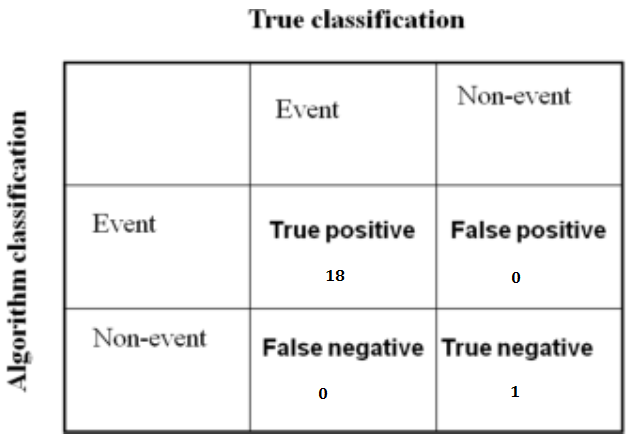 True classification
Algorithm classification
Event
Non-event
Event
True positive
False positive
18
0
Non-event
False negative
True negative
0
1